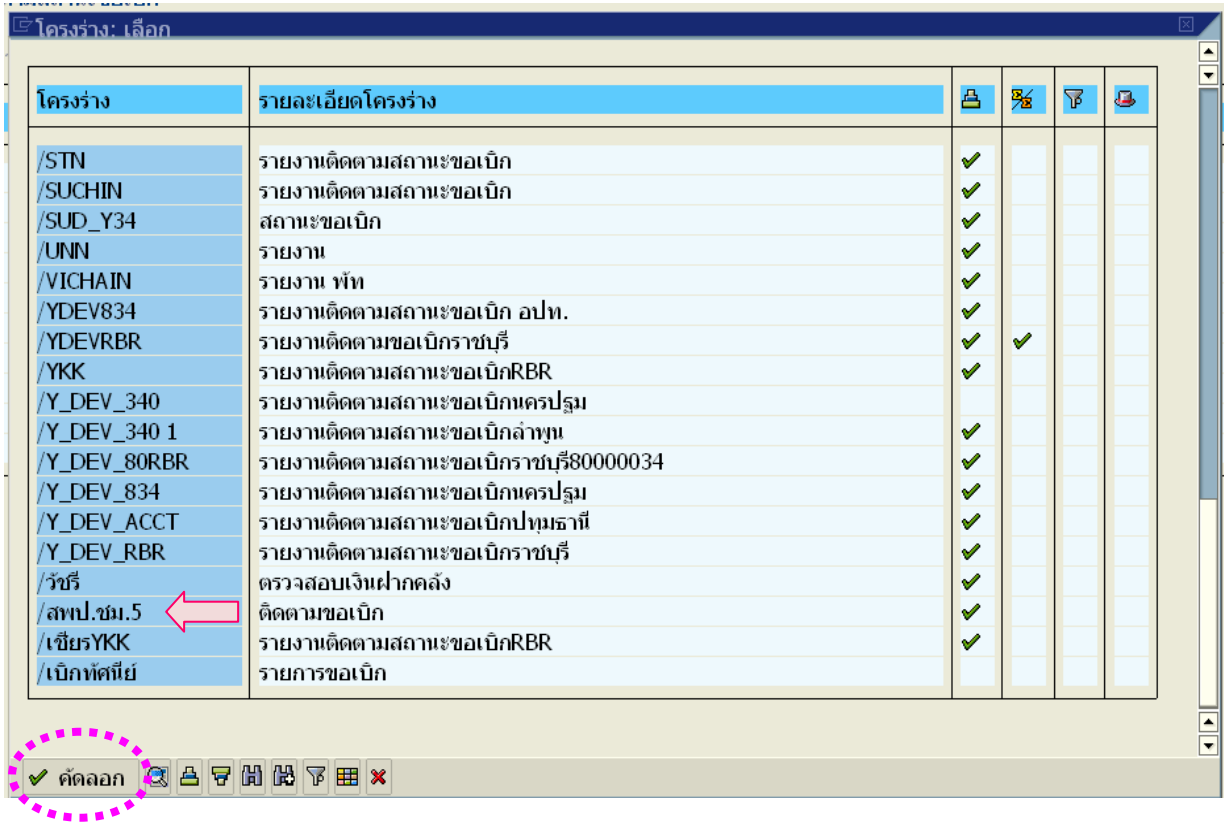 โครงร่าง: เลือก
โครงร่าง รายละเอียดโครงร่าง
/STN รายงานติดตามสถานะขอเบิก
/SUCHIN รายงานติดตามสถานะขอเบิก
/SUD_Y34 สถานะขอเบิก
/UNN รายงาน
/VICHAIN รายงาน พัท
/YDEV834 รายงานติดตามสถานะขอเบิก อปท.
/YDEVRBR รายงานติดตามขอเบิกราชบุรี
/YKK รายงานติดตามสถานะขอเบิกRBR
/Y_DEV_340 รายงานติดตามสถานะขอเบิกนครปฐม
/Y_DEV_340 1 รายงานติดตามสถานะขอเบิกลำพูน
/Y_DEV_80RBR รายงานติดตามสถานะขอเบิกราชบุรี80000034
/Y_DEV_834 รายงานติดตามสถานะขอเบิกนครปฐม
/Y_DEV_ACCT รายงานติดตามสถานะขอเบิกปทุมธานี
/Y_DEV_RBR รายงานติดตามสถานะขอเบิกราชบุรี
/วัชรี ตรวจสอบเงินฝากคลัง
/สพป.ชม.5 ติดตามขอเบิก
/เชียรYKK รายงานติดตามสถานะขอเบิกRBR
/เบิกทัศนีย์ รายการขอเบิก
คัดลอก